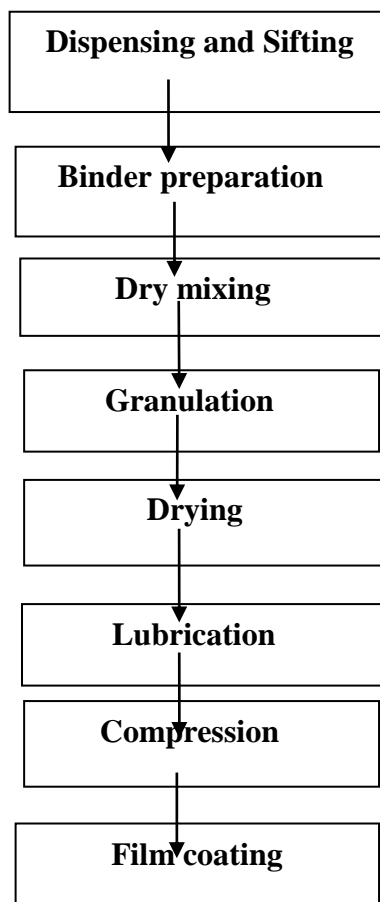 Dispensing and Sifting
Binder preparation
Dry mixing
Granulation
Drying
Lubrication
Compression
Film coating